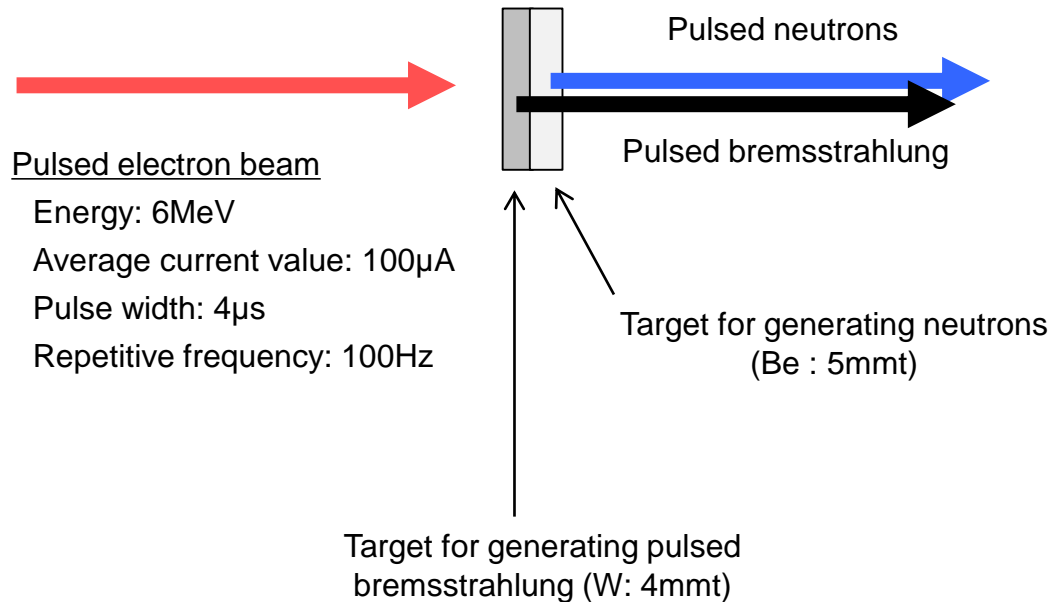 Pulsed neutrons
Pulsed bremsstrahlung
Pulsed electron beam
Energy: 6MeV
Average current value: 100μA
Pulse width: 4μs
Repetitive frequency: 100Hz
Target for generating neutrons
(Be : 5mmt)
Target for generating pulsed
bremsstrahlung (W: 4mmt)